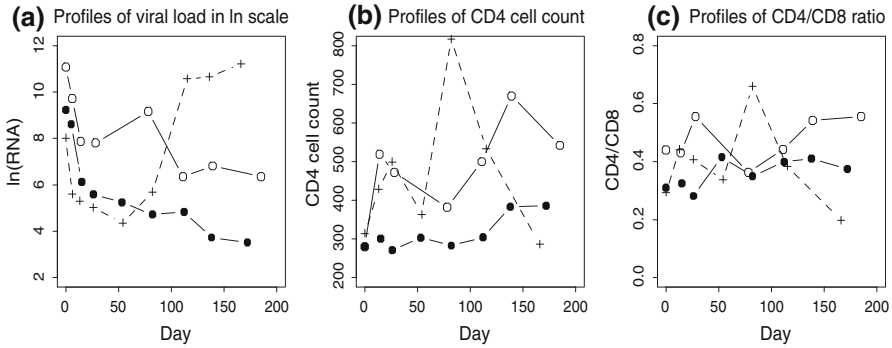 (a) Profiles of viral load in ln scale
ln(RNA)
12
10
8
6
4
2
0 50 100 150 200
Day
(b) Profiles of CD4 cell count
CD4 cell count
800
700
600
500
400
300
200
0 50 100 150 200
Day
(c) Profiles of CD4/CD8 ratio
CD4/CD8
0.8
0.6
0.4
0.2
0.0
0 50 100 150 200
Day